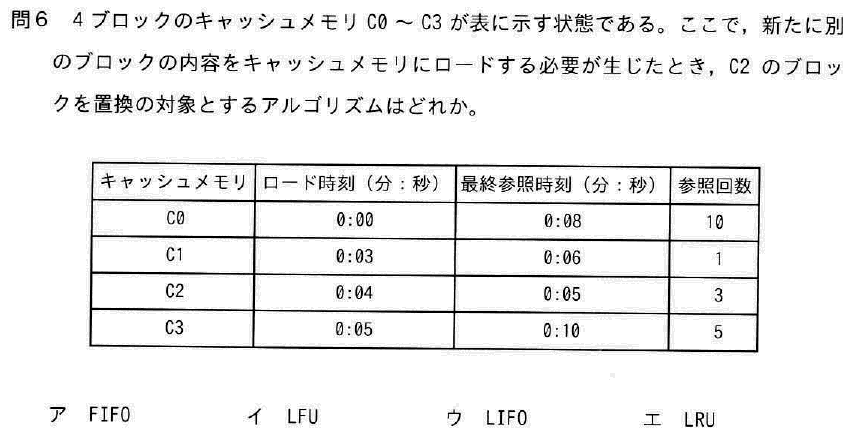 問6 4ブロックのキャッシュメモリ C0 ～ C3 が表に示す状態である。ここで，新たに別
のブロックの内容をキャッシュメモリにロードする必要が生じたとき，C2 のブロッ
クを置換の対象とするアルゴリズムはどれか。
キャッシュメモリ ロード時刻（分：秒） 最終参照時刻（分：秒） 参照回数
C0 0:00 0:08 10
C1 0:03 0:06 1
C2 0:04 0:05 3
C3 0:05 0:10 5
ア FIFO イ LFU ウ LIFO エ LRU